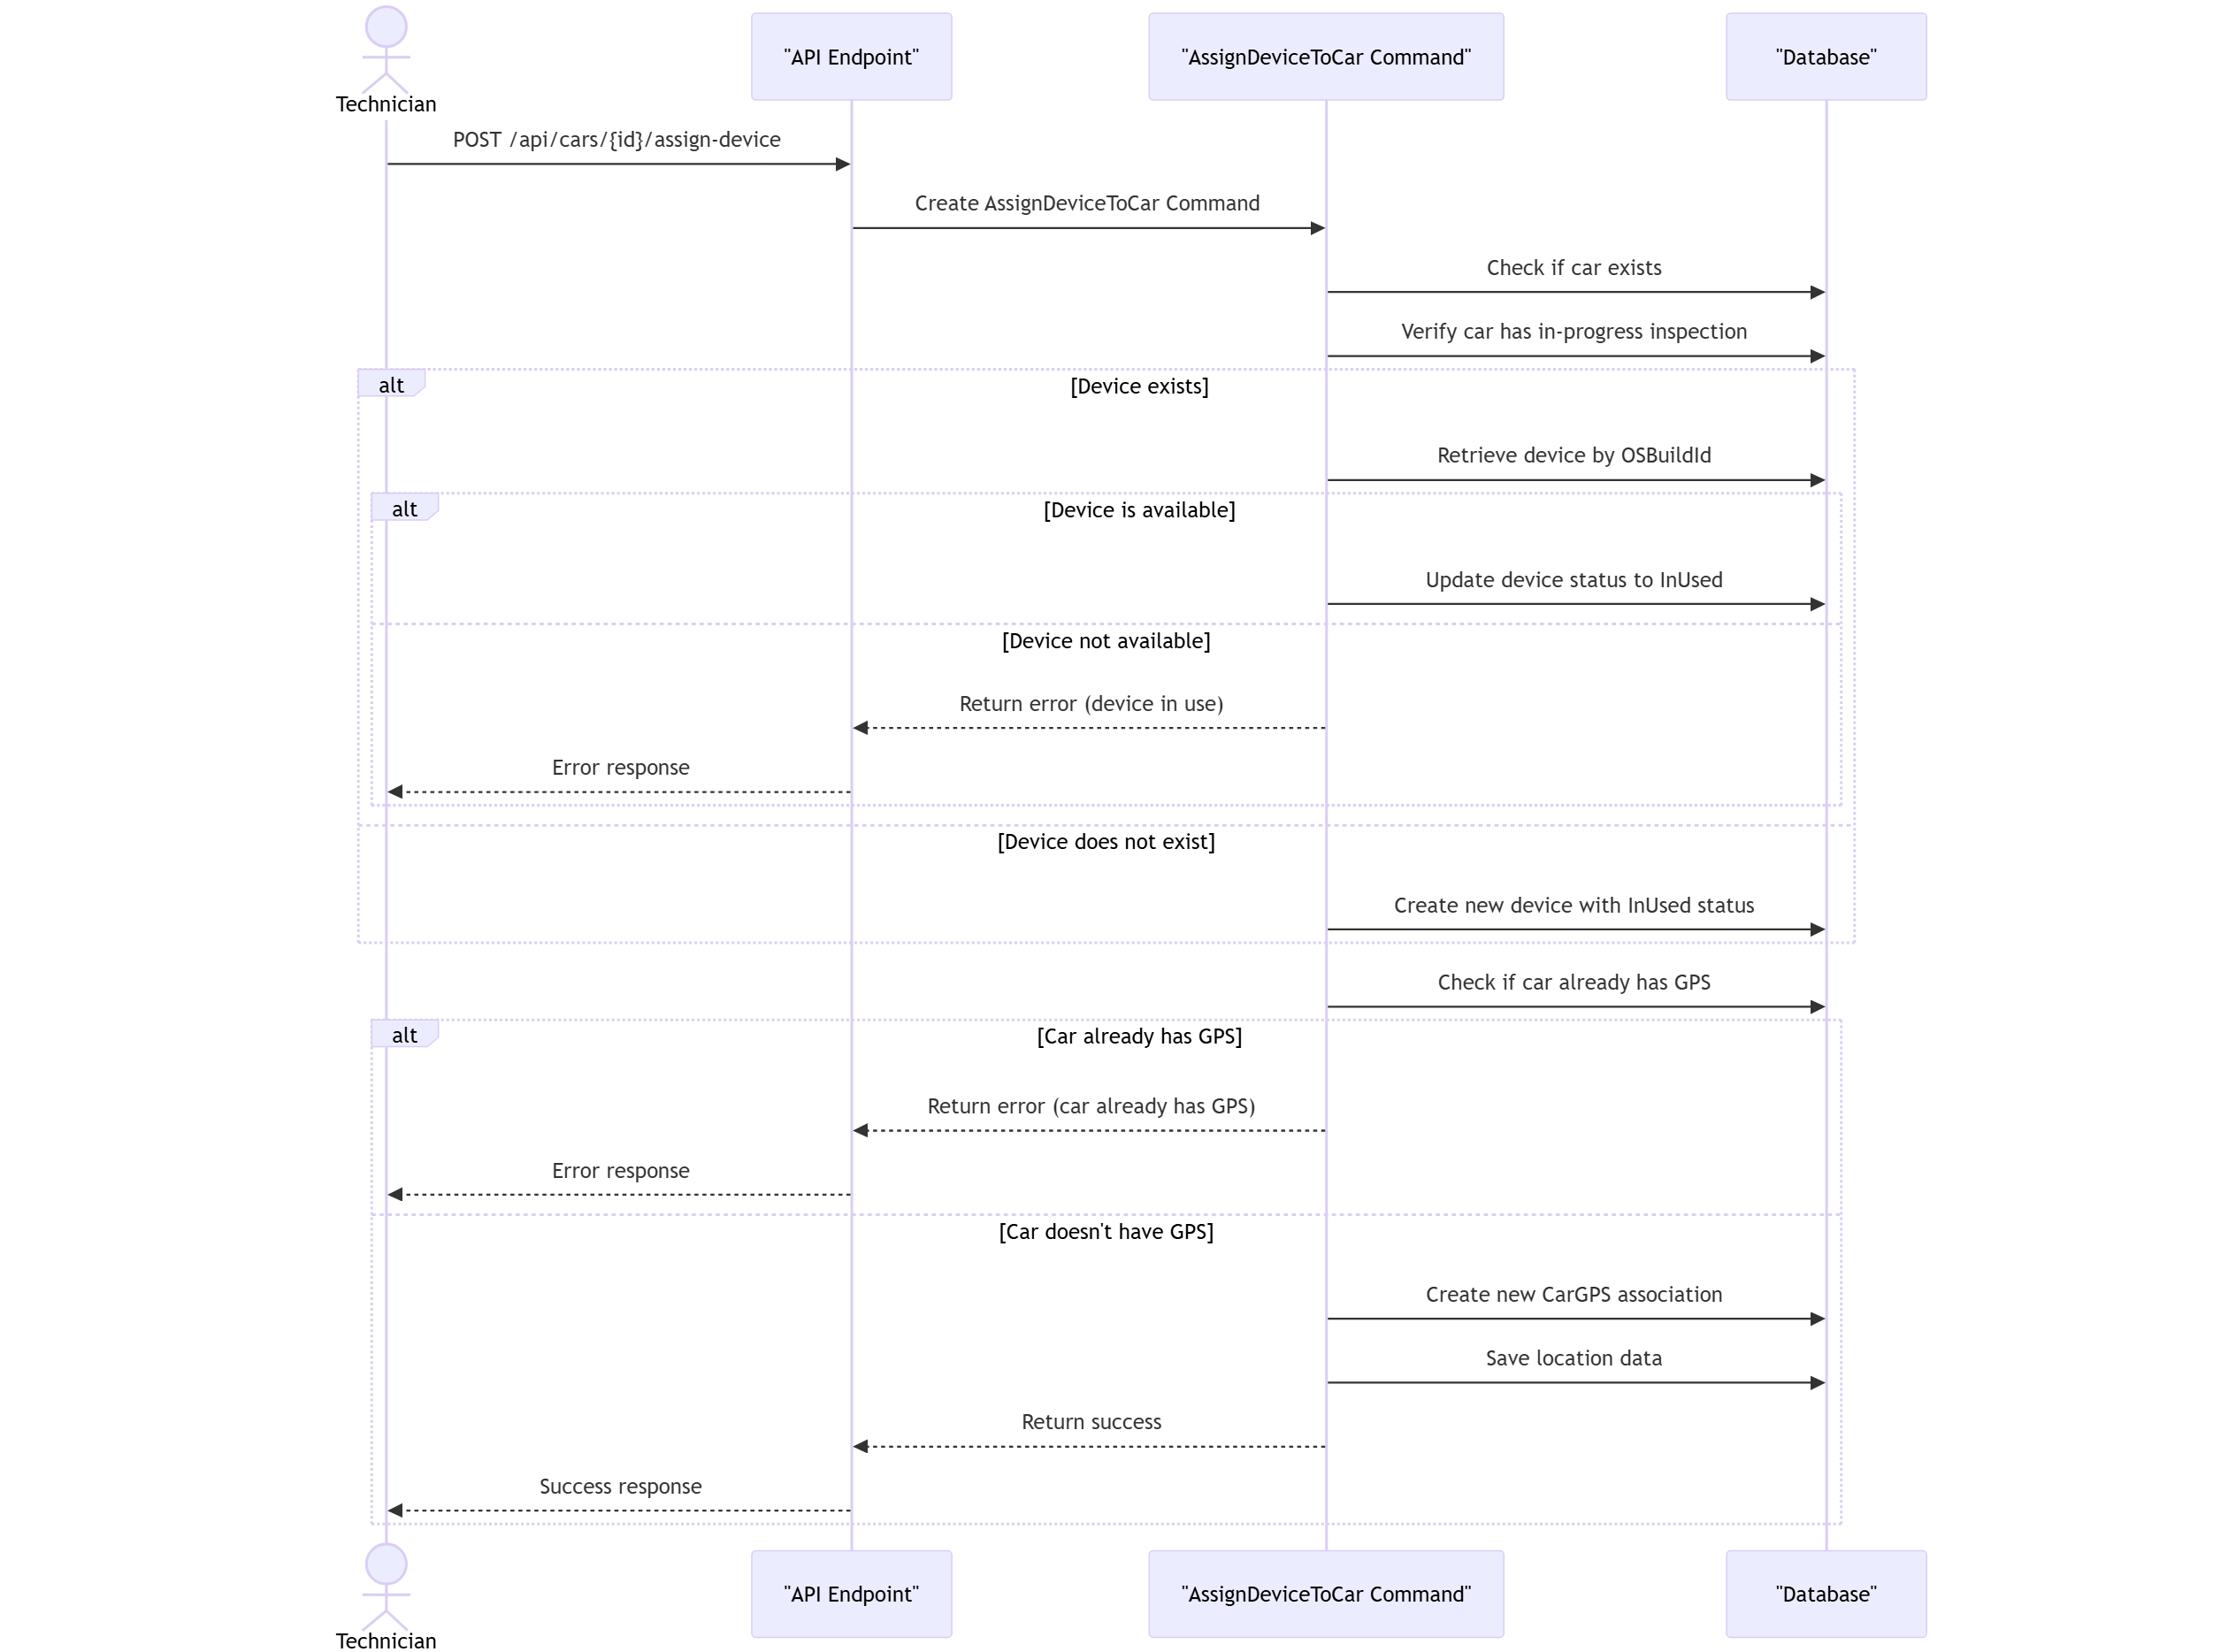 Technician
"API Endpoint"
"AssignDeviceToCar Command"
"Database"
POST /api/cars/{id}/assign-device
Create AssignDeviceToCar Command
Check if car exists
Verify car has in-progress inspection
alt
[Device exists]
Retrieve device by OSBuildId
alt
[Device is available]
Update device status to InUsed
[Device not available]
Return error (device in use)
Error response
[Device does not exist]
Create new device with InUsed status
Check if car already has GPS
alt
[Car already has GPS]
Return error (car already has GPS)
Error response
[Car doesn't have GPS]
Create new CarGPS association
Save location data
Return success
Success response
Technician
"API Endpoint"
"AssignDeviceToCar Command"
"Database"